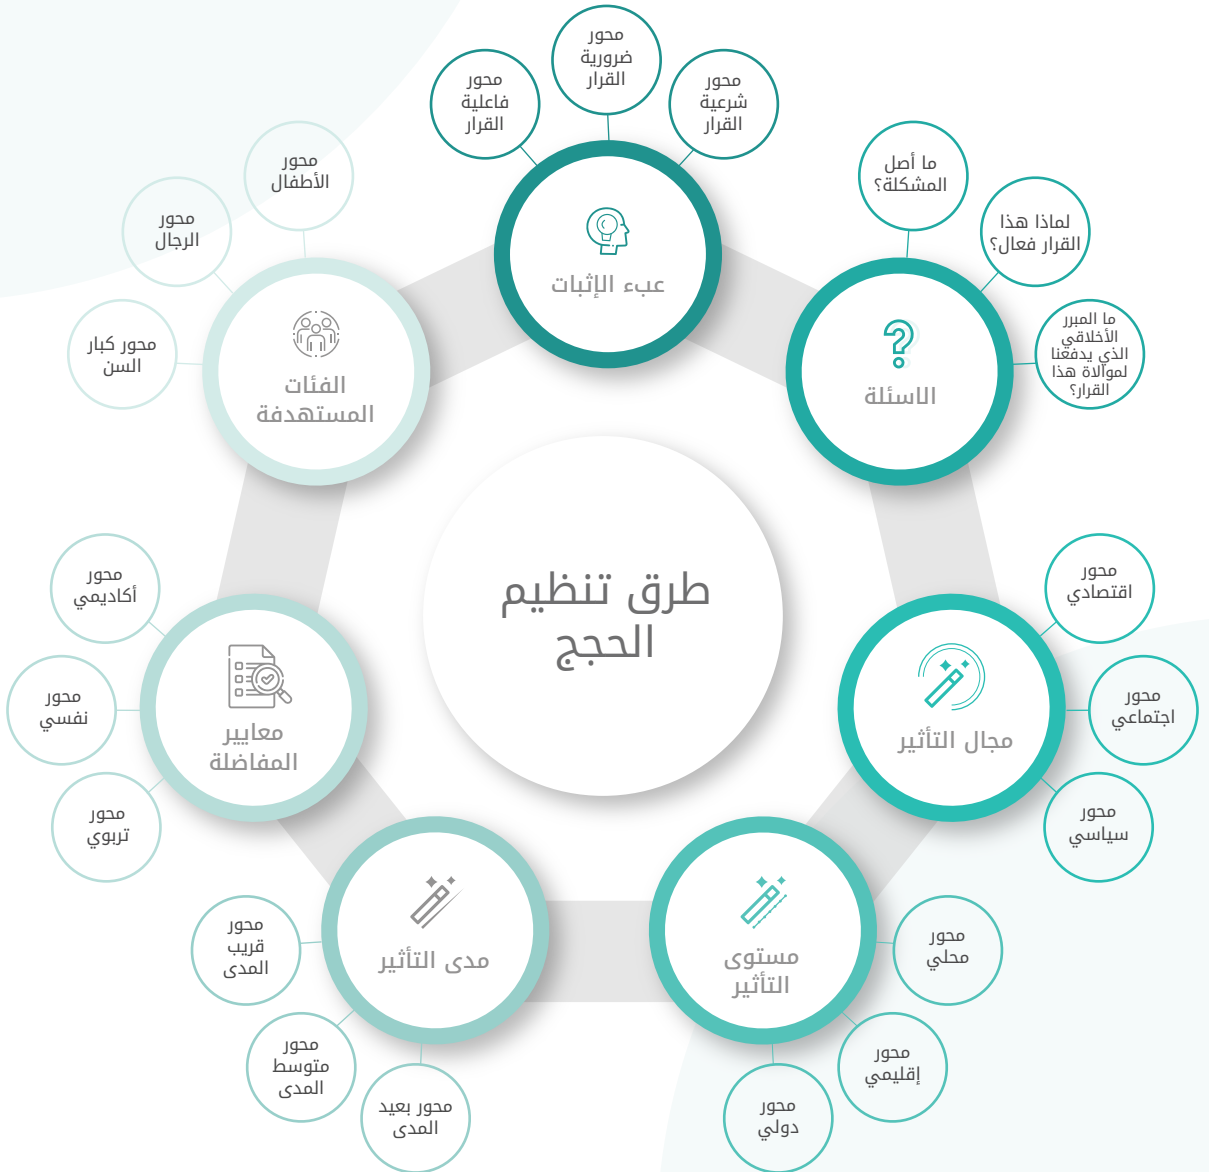 طرق تنظيم
الحجج
عبء الإثبات
محور
شرعية
القرار
محور
ضرورية
القرار
محور
فاعلية
القرار
الاسئلة
ما أصل
المشكلة؟
لماذا هذا
القرار فعال؟
ما المبرر
الأخلاقي
الذي يدفعنا
لموالاة هذا
القرار؟
مجال التأثير
محور
اقتصادي
محور
اجتماعي
محور
سياسي
مستوى
التأثير
محور
محلي
محور
إقليمي
محور
دولي
مدى التأثير
محور
قريب
المدى
محور
متوسط
المدى
محور بعيد
المدى
معايير
المفاضلة
محور
أكاديمي
محور
نفسي
محور
تربوي
الفئات
المستهدفة
محور
الأطفال
محور
الرجال
محور كبار
السن